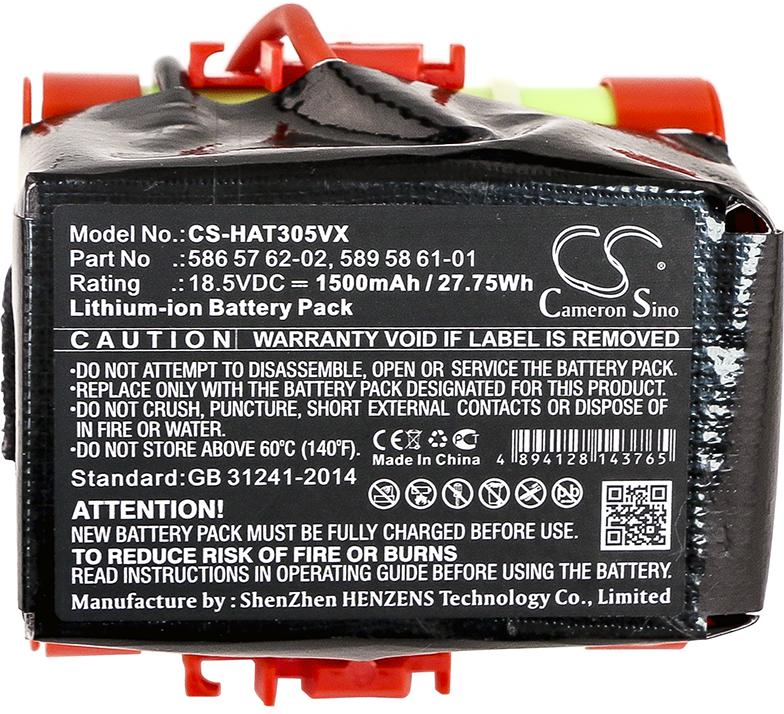 Model No.:CS-HAT305VX
Part No .:586 57 62-02, 589 58 61-01
Rating .:18.5VDC = 1500mAh / 27.75Wh
Lithium-ion Battery Pack
CS
®
Cameron Sino
CAUTION| WARRANTY VOID IF LABEL IS REMOVED
·DO NOT ATTEMPT TO DISASSEMBLE, OPEN OR SERVICE THE BATTERY PACK.
·REPLACE ONLY WITH THE BATTERY PACK DESIGNATED FOR THIS PRODUCT.
·DO NOT CRUSH, PUNCTURE, SHORT EXTERNAL CONTACTS OR DISPOSE OF
IN FIRE OR WATER.
·DO NOT STORE ABOVE 60℃ (140℉).
CE PCT
Made In China
4 894128 143765
Standard:GB 31241-2014
ATTENTION!
NEW BATTERY PACK MUST BE FULLY CHARGED BEFORE USE.
TO REDUCE RISK OF FIRE OR BURNS
READ INSTRUCTIONS IN OPERATING GUIDE BEFORE USING THE BATTERY.
Manufacture by : ShenZhen HENZENS Technology Co., Limited